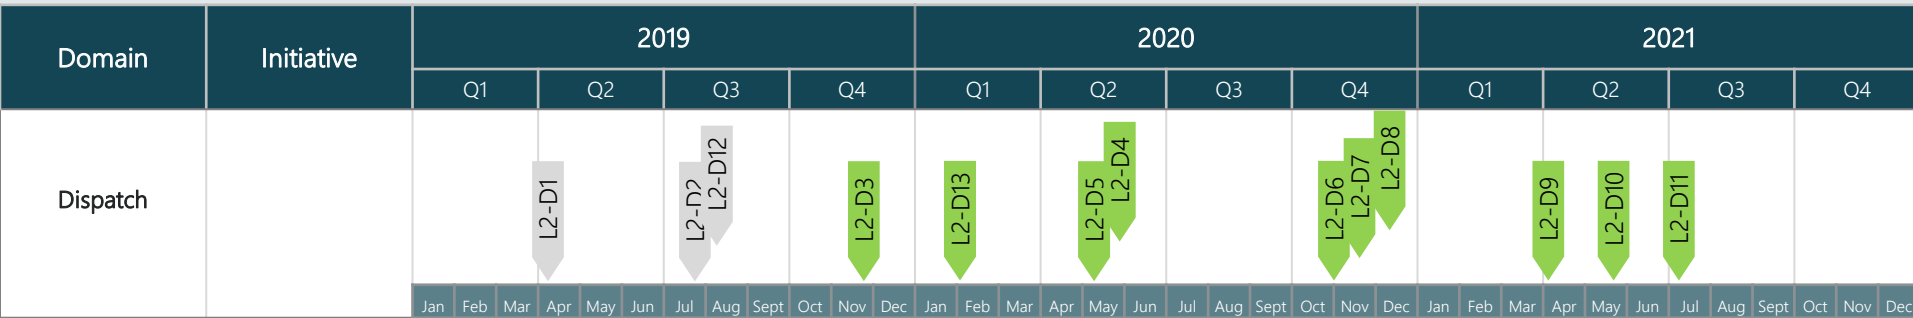 Domain
Initiative
2019
2020
2021
Q1 Q2 Q3 Q4 Q1 Q2 Q3 Q4 Q1 Q2 Q3 Q4
Dispatch
L2-D1
L2-D2
L2-D12
L2-D3
L2-D13
L2-D5
L2-D4
L2-D6
L2-D7
L2-D8
L2-D9
L2-D10
L2-D11
Jan Feb Mar Apr May Jun Jul Aug Sept Oct Nov Dec Jan Feb Mar Apr May Jun Jul Aug Sept Oct Nov Dec Jan Feb Mar Apr May Jun Jul Aug Sept Oct Nov Dec